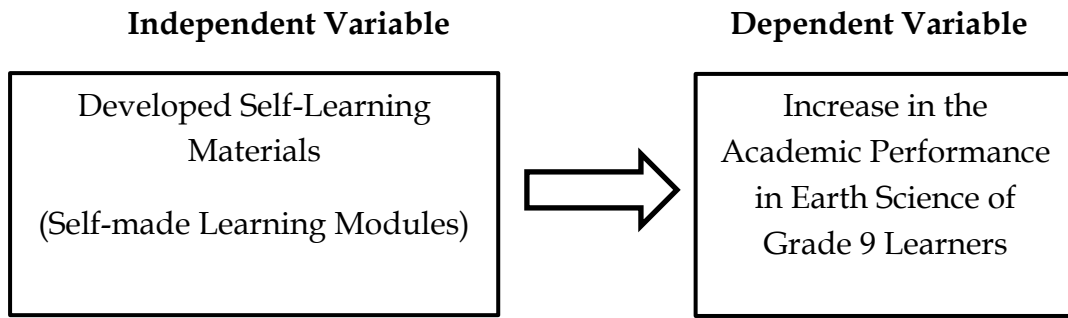 Independent Variable
Developed Self-Learning
Materials
(Self-made Learning Modules)
Dependent Variable
Increase in the
Academic Performance
in Earth Science of
Grade 9 Learners